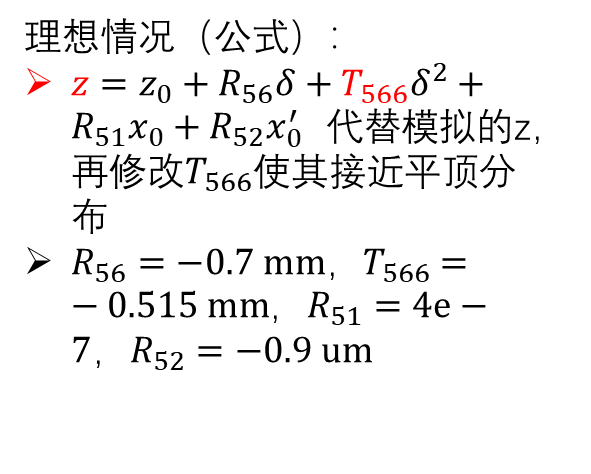 理想情况（公式）:
➢ z = z₀ + R₅₆δ + T₅₆₆δ² +
R₅₁x₀ + R₅₂x₀′ 代替模拟的z,
再修改T₅₆₆使其接近平顶分
布
➢ R₅₆ = −0.7 mm, T₅₆₆ =
− 0.515 mm, R₅₁ = 4e −
7, R₅₂ = −0.9 um